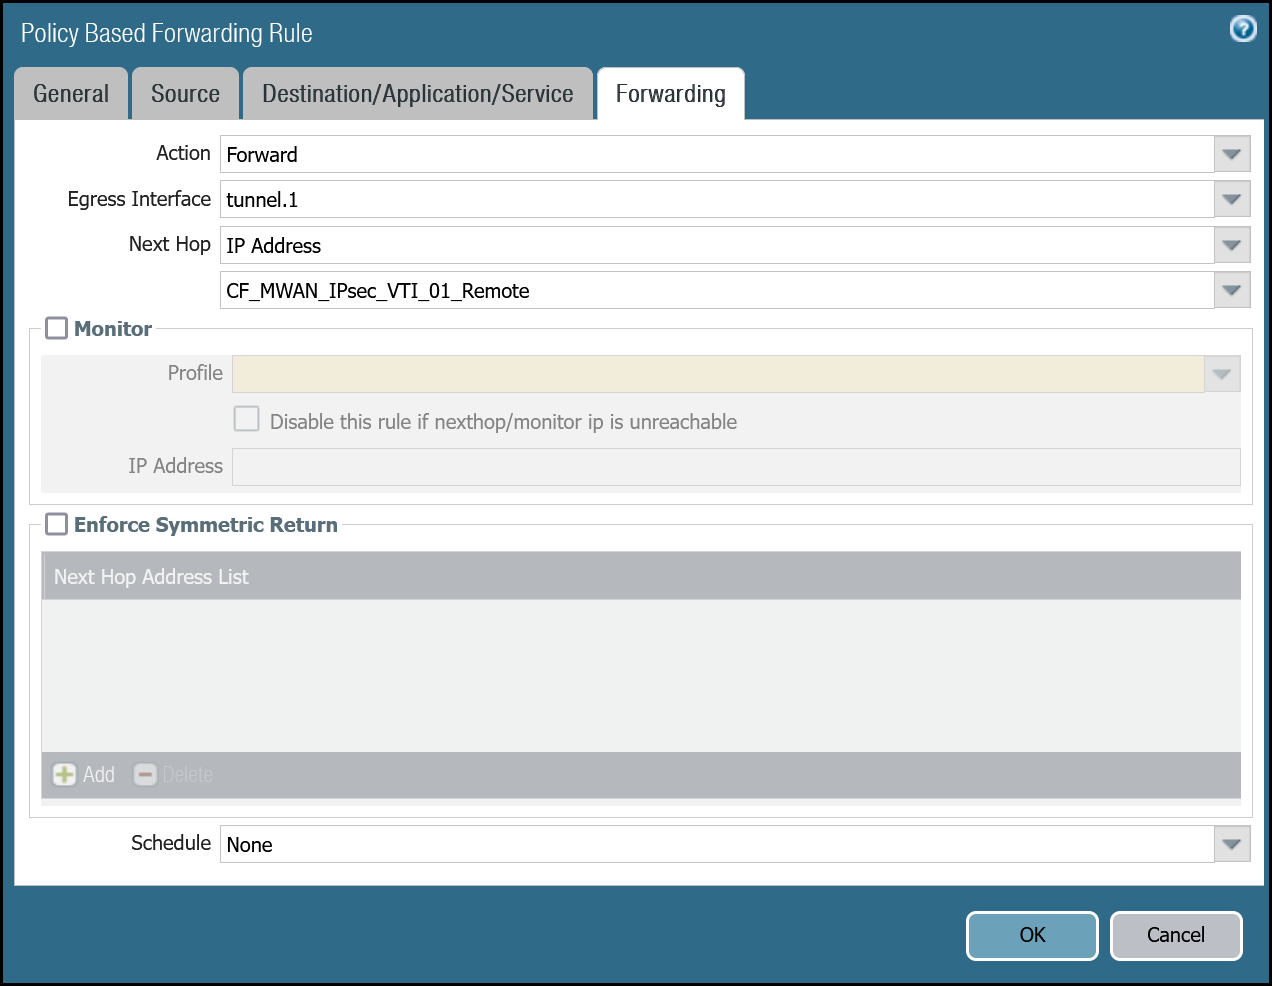 Policy Based Forwarding Rule
General Source Destination/Application/Service Forwarding
Action Forward
Egress Interface tunnel.1
Next Hop IP Address
CF_MWAN_IPsec_VTI_01_Remote
Monitor
Profile
Disable this rule if nexthop/monitor ip is unreachable
IP Address
Enforce Symmetric Return
Next Hop Address List
Add Delete
Schedule None
OK Cancel